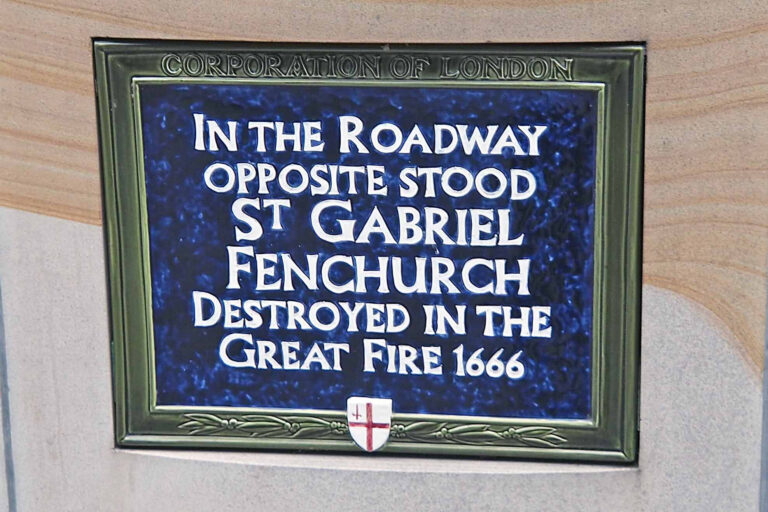 CORPORATION OF LONDON
IN THE ROADWAY
OPPOSITE STOOD
ST GABRIEL
FENCHURCH
DESTROYED IN THE
GREAT FIRE 1666